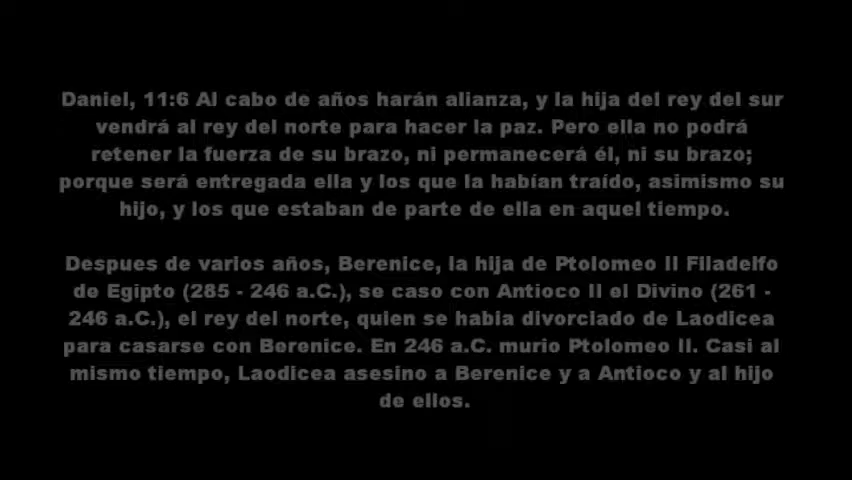 Daniel, 11:6 Al cabo de años harán alianza, y la hija del rey del sur
vendrá al rey del norte para hacer la paz. Pero ella no podrá
retener la fuerza de su brazo, ni permanecerá él, ni su brazo;
porque será entregada ella y los que la habían traído, asimismo su
hijo, y los que estaban de parte de ella en aquel tiempo.
Despues de varios años, Berenice, la hija de Ptolomeo II Filadelfo
de Egipto (285 - 246 a.C.), se caso con Antioco II el Divino (261 -
246 a.C.), el rey del norte, quien se habia divorciado de Laodicea
para casarse con Berenice. En 246 a.C. murio Ptolomeo II. Casi al
mismo tiempo, Laodicea asesino a Berenice y a Antioco y al hijo
de ellos.